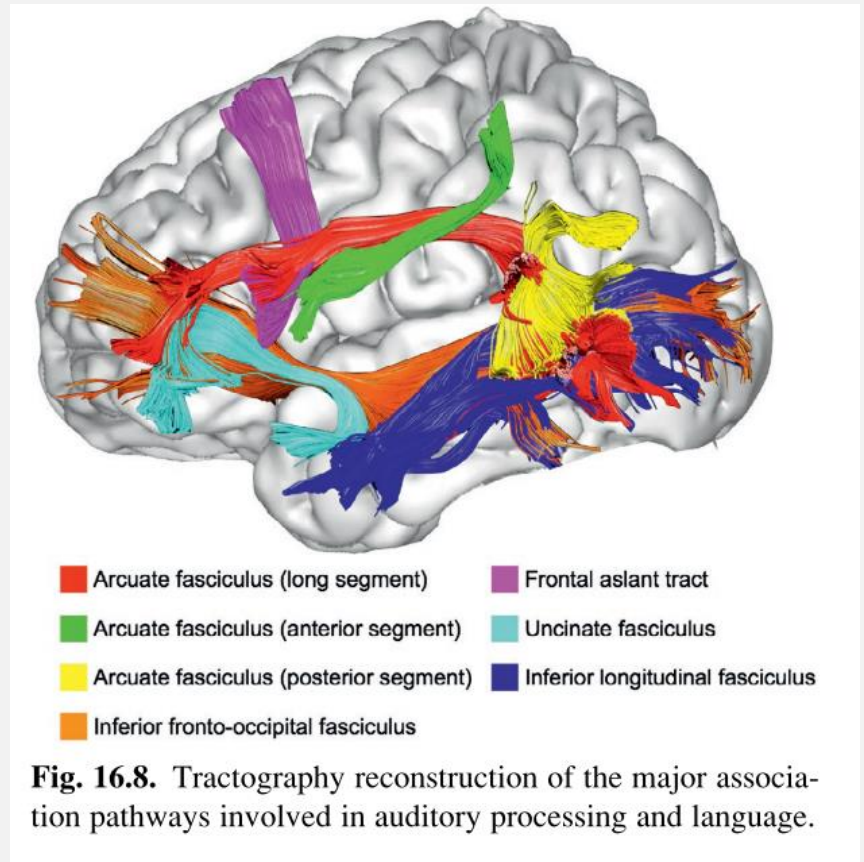 Arcuate fasciculus (long segment)
Arcuate fasciculus (anterior segment)
Arcuate fasciculus (posterior segment)
Inferior fronto-occipital fasciculus
Frontal aslant tract
Uncinate fasciculus
Inferior longitudinal fasciculus
Fig. 16.8. Tractography reconstruction of the major associa-
tion pathways involved in auditory processing and language.